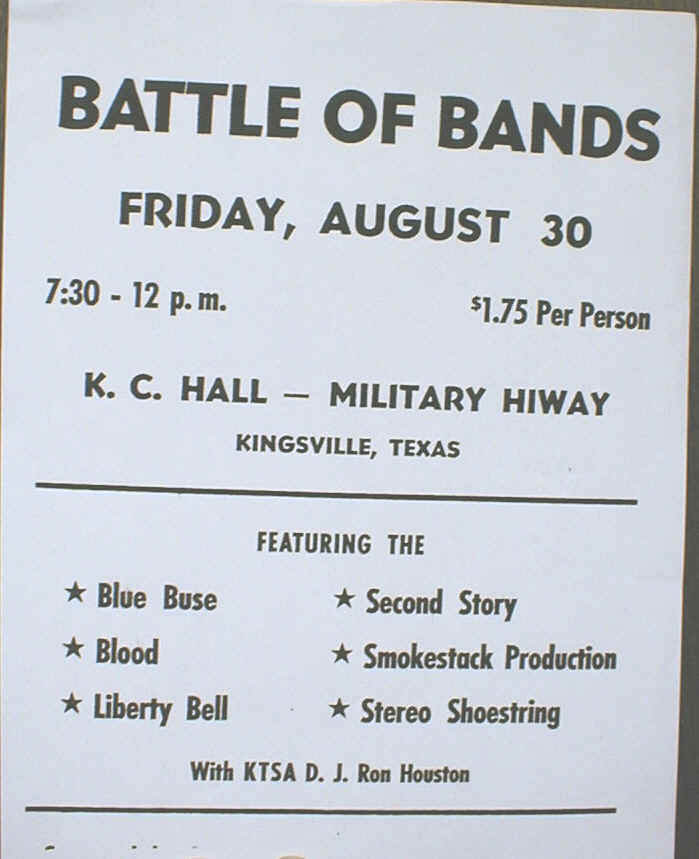 BATTLE OF BANDS
FRIDAY, AUGUST 30
7:30 - 12 p. m. $1.75 Per Person
K. C. HALL — MILITARY HIWAY
KINGSVILLE, TEXAS
FEATURING THE
★ Blue Buse ★ Second Story
★ Blood ★ Smokestack Production
★ Liberty Bell ★ Stereo Shoestring
With KTSA D. J. Ron Houston